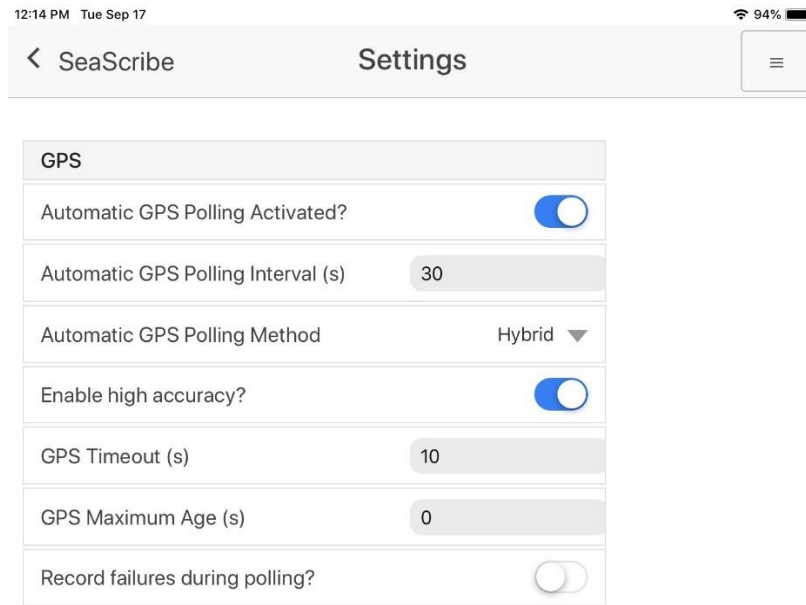 12:14 PM Tue Sep 17 94%
SeaScribe Settings
GPS
Automatic GPS Polling Activated?
Automatic GPS Polling Interval (s) 30
Automatic GPS Polling Method Hybrid
Enable high accuracy?
GPS Timeout (s) 10
GPS Maximum Age (s) 0
Record failures during polling?